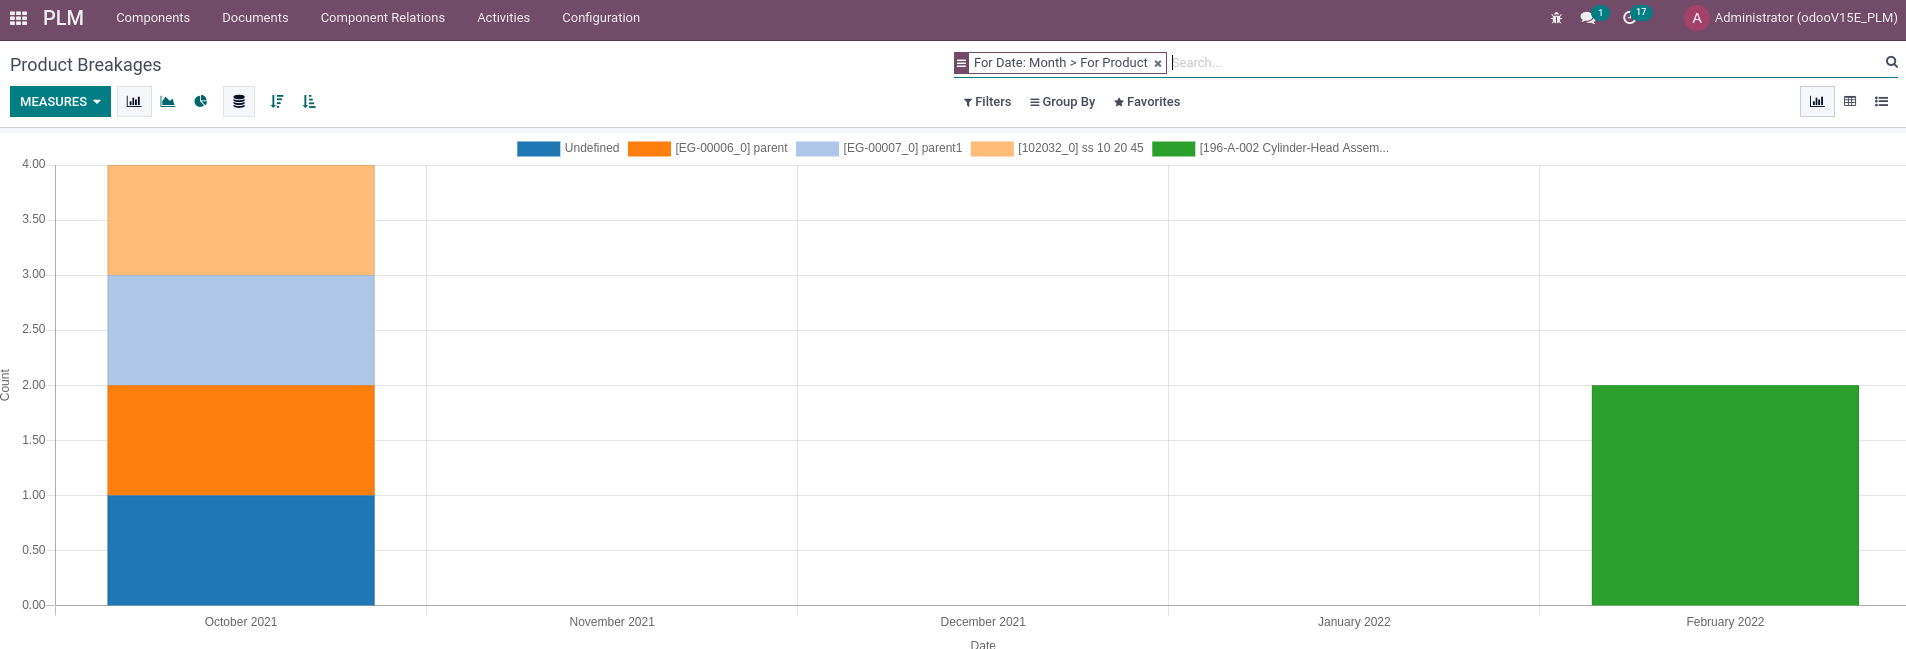 PLM Components Documents Component Relations Activities Configuration 1 17 A Administrator (odooV15E_PLM)
Product Breakages
For Date: Month > For Product × Search...
MEASURES Filters Group By Favorites
Undefined [EG-00006_0] parent [EG-00007_0] parent1 [102032_0] ss 10 20 45 [196-A-002 Cylinder-Head Assem...
4.00
3.50
3.00
2.50
2.00
1.50
1.00
0.50
0.00
Count
October 2021 November 2021 December 2021 January 2022 February 2022
Date